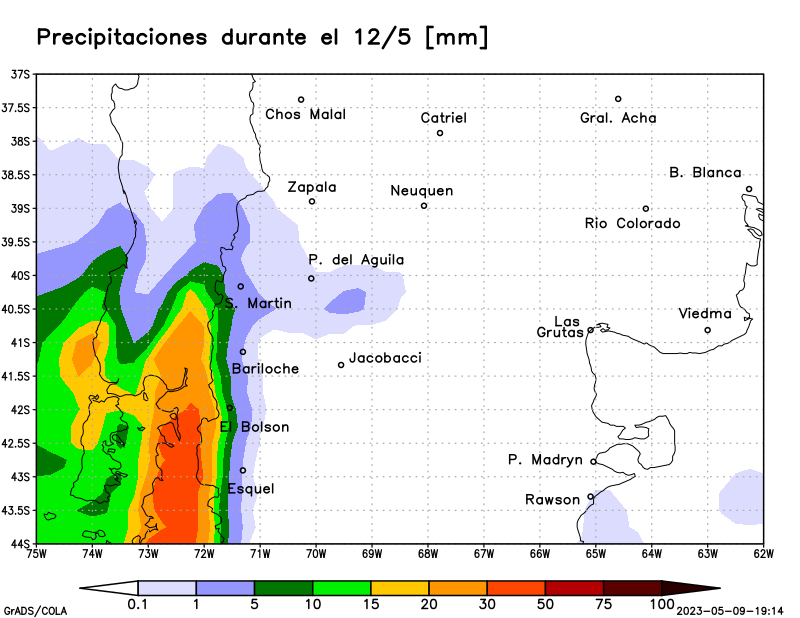 Precipitaciones durante el 12/5 [mm]
37S
37.5S
38S
38.5S
39S
39.5S
40S
40.5S
41S
41.5S
42S
42.5S
43S
43.5S
44S
Chos Malal
Catriel
Gral. Acha
B. Blanca
Zapala
Neuquen
Rio Colorado
P. del Aguila
S. Martin
Las
Grutas
Viedma
Bariloche
Jacobacci
El Bolson
Esquel
P. Madryn
Rawson
75W 74W 73W 72W 71W 70W 69W 68W 67W 66W 65W 64W 63W 62W
0.1 1 5 10 15 20 30 50 75 100
GrADS/COLA
2023-05-09-19:14